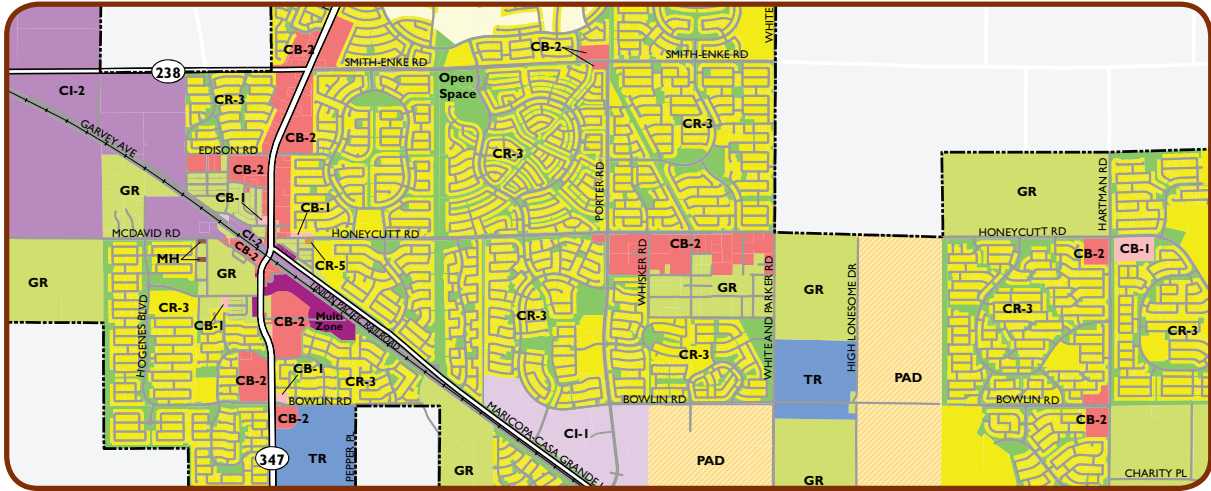 WHITE
CB-2
CB-2
SMITH-ENKE RD
SMITH-ENKE RD
238
Open
Space
CI-2
CR-3
GARVEY AVE
CR-3
CB-2
EDISON RD
CR-3
CB-2
GR
CB-1
PORTER RD
HARTMAN RD
GR
CB-1
MCDAVID RD
CI-2
HONEYCUTT RD
HONEYCUTT RD
CB-2
CB-2
CB-2
CB-1
MH
CR-5
GR
GR
WHISKER RD
GR
GR
WHITE AND PARKER RD
HIGH LONESOME DR
UNION PACIFIC RAILROAD
HOGENES BLVD
CR-3
CB-1
CB-2
Multi
Zone
CR-3
CR-3
CR-3
CR-3
CB-2
CB-1
CR-3
TR
PAD
BOWLIN RD
BOWLIN RD
BOWLIN RD
CB-2
MARICOPA-CASA GRANDE
CI-1
CB-2
347
TR
PEPPER PL
GR
PAD
GR
CHARITY PL